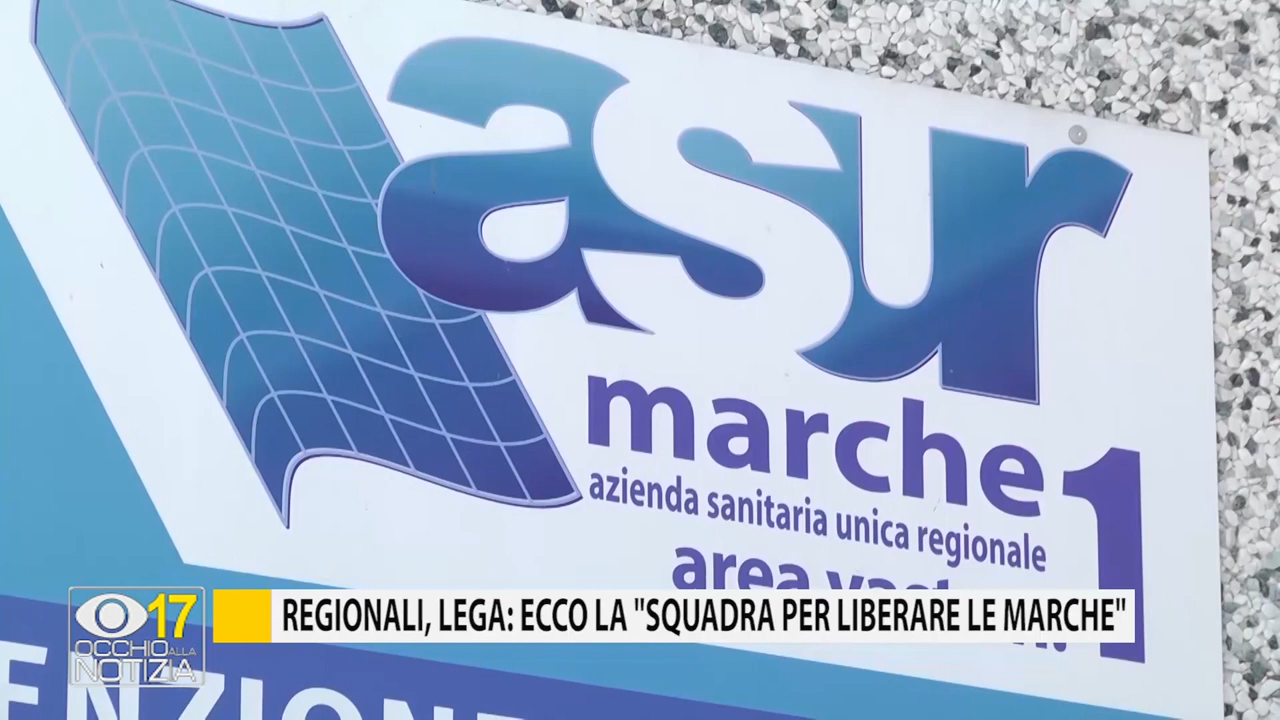 asur
marche
azienda sanitaria unica regionale
area
1
REGIONALI, LEGA: ECCO LA "SQUADRA PER LIBERARE LE MARCHE"
17
OCCHIO ALLA
NOTIZIA